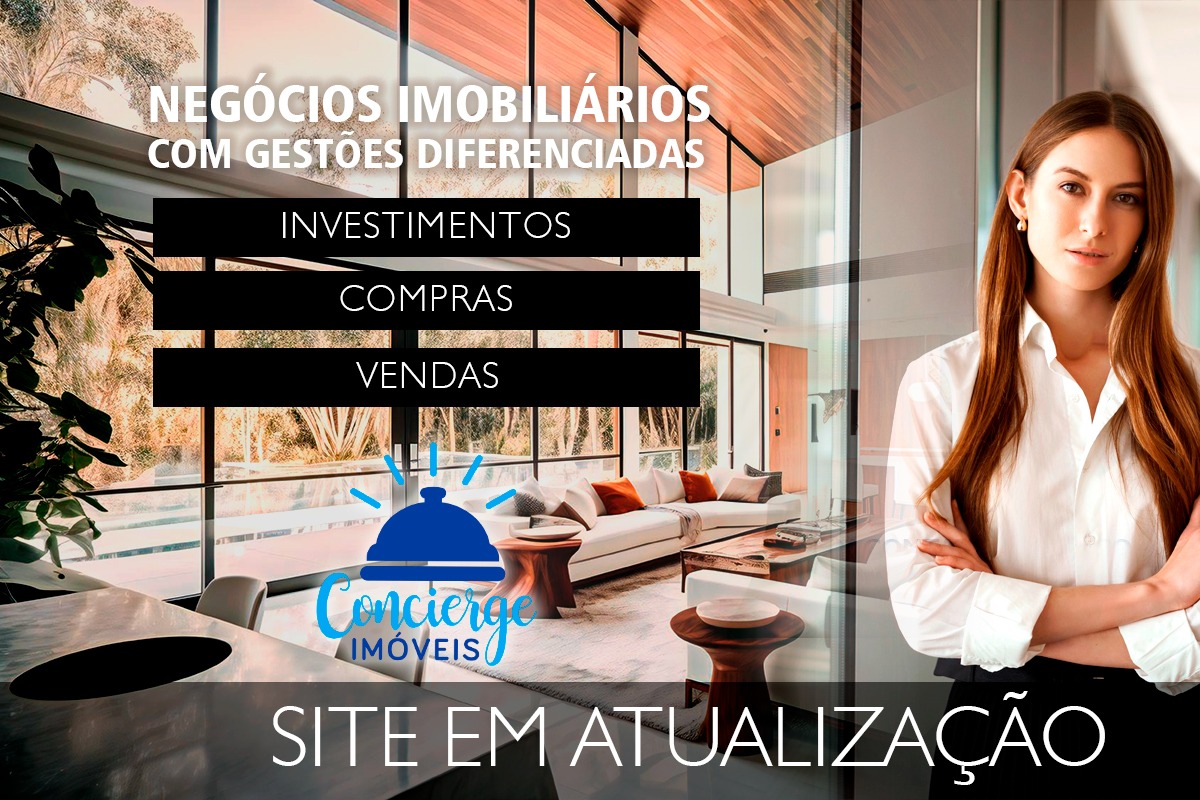 NEGÓCIOS IMOBILIÁRIOS
COM GESTÕES DIFERENCIADAS
INVESTIMENTOS
COMPRAS
VENDAS
Concierge
IMÓVEIS
SITE EM ATUALIZAÇÃO